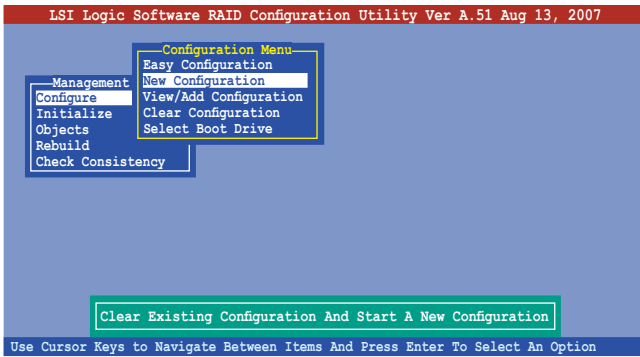 LSI Logic Software RAID Configuration Utility Ver A.51 Aug 13, 2007
Configuration Menu
Easy Configuration
New Configuration
View/Add Configuration
Clear Configuration
Select Boot Drive
Management
Configure
Initialize
Objects
Rebuild
Check Consistency
Clear Existing Configuration And Start A New Configuration
Use Cursor Keys to Navigate Between Items And Press Enter To Select An Option